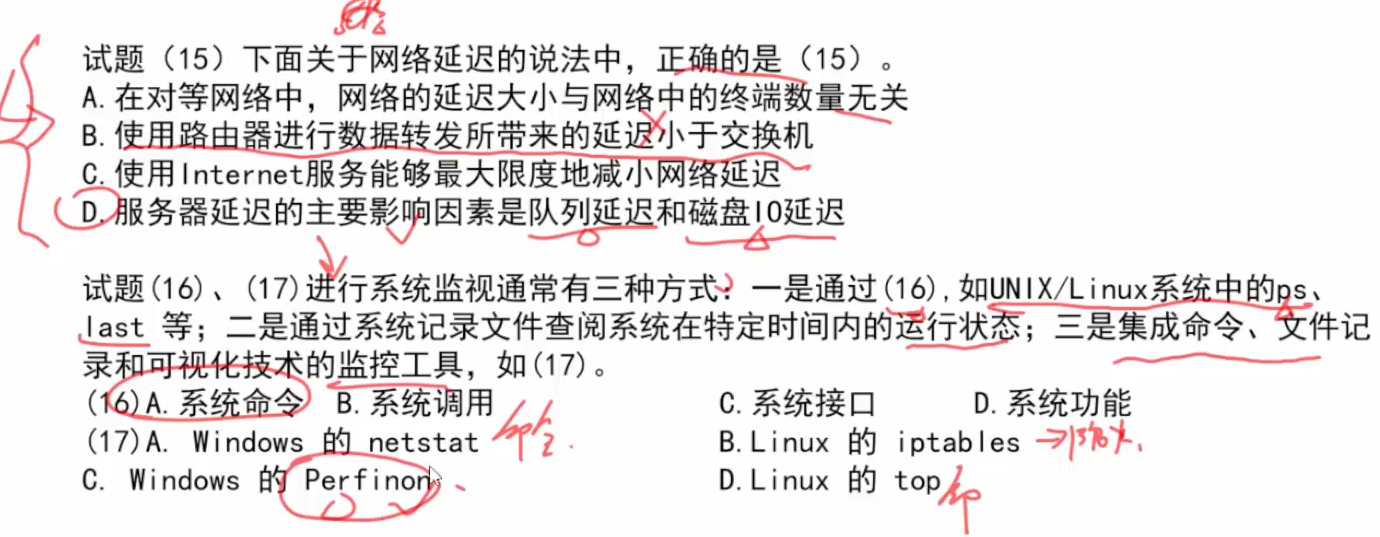 试题（15）下面关于网络延迟的说法中，正确的是（15）。
A.在对等网络中，网络的延迟大小与网络中的终端数量无关
B.使用路由器进行数据转发所带来的延迟小于交换机
C.使用Internet服务能够最大限度地减小网络延迟
D.服务器延迟的主要影响因素是队列延迟和磁盘IO延迟
试题(16)、(17)进行系统监视通常有三种方式：一是通过(16),如UNIX/Linux系统中的ps、
last 等；二是通过系统记录文件查阅系统在特定时间内的运行状态；三是集成命令、文件记
录和可视化技术的监控工具，如(17)。
(16)A.系统命令 B.系统调用 C.系统接口 D.系统功能
(17)A. Windows 的 netstat 命令. B.Linux 的 iptables
C. Windows 的 Perfinon D.Linux 的 top 命